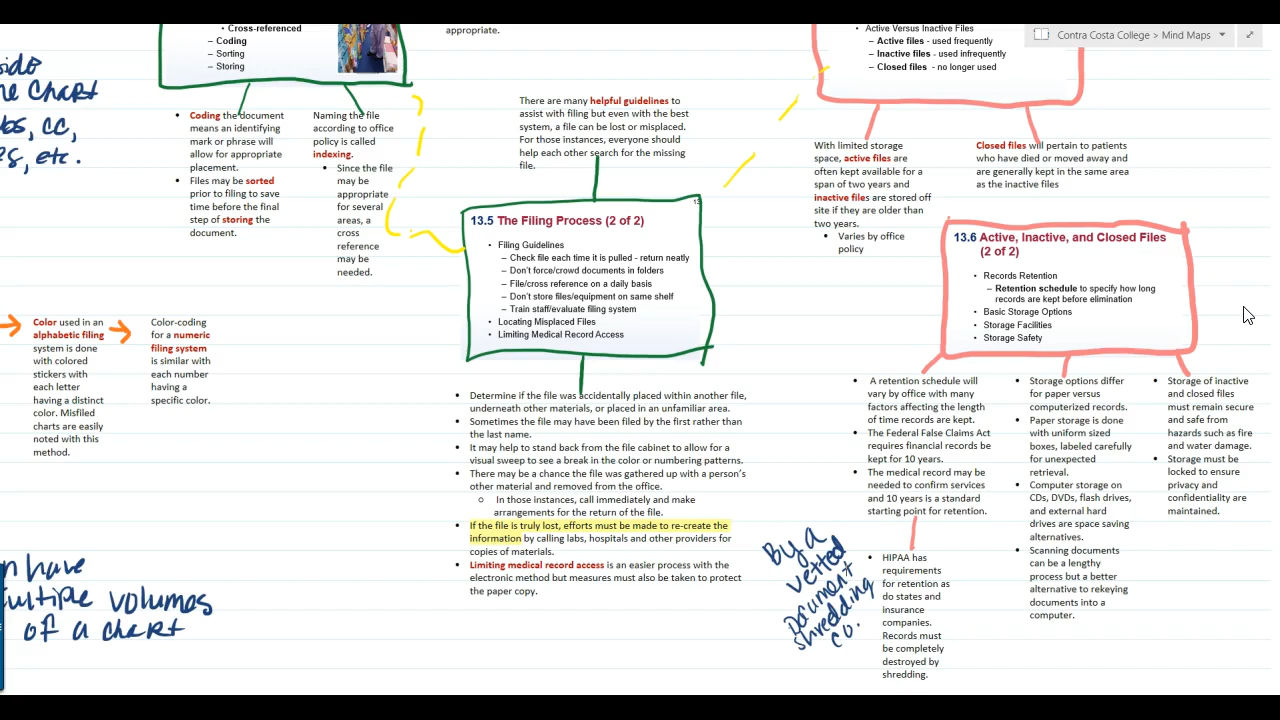 Contra Costa College > Mind Maps
• Cross-referenced
– Coding
– Sorting
– Storing
appropriate.
Active Versus Inactive Files
– Active files - used frequently
– Inactive files - used infrequently
– Closed files - no longer used
Chart
cc,
etc.
• Coding the document
means an identifying
mark or phrase will
allow for appropriate
placement.
• Files may be sorted
prior to filing to save
time before the final
step of storing the
document.
Naming the file
according to office
policy is called
indexing.
• Since the file
may be
appropriate
for several
areas, a
cross
reference
may be
needed.
There are many helpful guidelines to
assist with filing but even with the best
system, a file can be lost or misplaced.
For those instances, everyone should
help each other search for the missing
file.
With limited storage
space, active files are
often kept available for a
span of two years and
inactive files are stored off
site if they are older than
two years.
• Varies by office
policy
Closed files will pertain to patients
who have died or moved away and
are generally kept in the same area
as the inactive files
13.5 The Filing Process (2 of 2)
• Filing Guidelines
– Check file each time it is pulled - return neatly
– Don't force/crowd documents in folders
– File/cross reference on a daily basis
– Don't store files/equipment on same shelf
– Train staff/evaluate filing system
• Locating Misplaced Files
• Limiting Medical Record Access
13.6 Active, Inactive, and Closed Files
(2 of 2)
• Records Retention
– Retention schedule to specify how long
records are kept before elimination
• Basic Storage Options
• Storage Facilities
• Storage Safety
Color used in an
alphabetic filing
system is done
with colored
stickers with
each letter
having a distinct
color. Misfiled
charts are easily
noted with this
method.
Color-coding
for a numeric
filing system
is similar with
each number
having a
specific color.
• Determine if the file was accidentally placed within another file,
underneath other materials, or placed in an unfamiliar area.
• Sometimes the file may have been filed by the first rather than
the last name.
• It may help to stand back from the file cabinet to allow for a
visual sweep to see a break in the color or numbering patterns.
• There may be a chance the file was gathered up with a person's
other material and removed from the office.
○ In those instances, call immediately and make
arrangements for the return of the file.
• If the file is truly lost, efforts must be made to re-create the
information by calling labs, hospitals and other providers for
copies of materials.
• Limiting medical record access is an easier process with the
electronic method but measures must also be taken to protect
the paper copy.
• A retention schedule will
vary by office with many
factors affecting the length
of time records are kept.
• The Federal False Claims Act
requires financial records be
kept for 10 years.
• The medical record may be
needed to confirm services
and 10 years is a standard
starting point for retention.
• Storage options differ
for paper versus
computerized records.
• Paper storage is done
with uniform sized
boxes, labeled carefully
for unexpected
retrieval.
• Computer storage on
CDs, DVDs, flash drives,
and external hard
drives are space saving
alternatives.
• Scanning documents
can be a lengthy
process but a better
alternative to rekeying
documents into a
computer.
• Storage of inactive
and closed files
must remain secure
and safe from
hazards such as fire
and water damage.
• Storage must be
locked to ensure
privacy and
confidentiality are
maintained.
• HIPAA has
requirements
for retention as
do states and
insurance
companies.
Records must
be completely
destroyed by
shredding.
By a
vetted
document
shredding
co.
have
volumes
of a chart